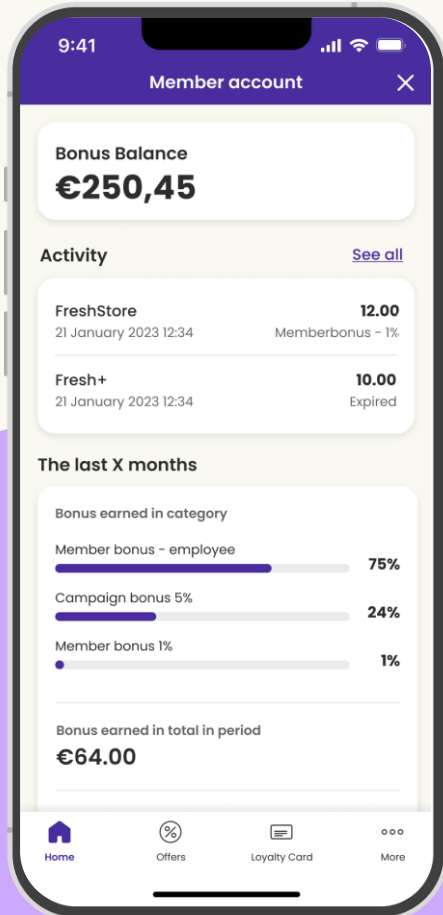 9:41
Member account
Bonus Balance
€250,45
Activity See all
FreshStore 12.00
21 January 2023 12:34 Memberbonus - 1%
Fresh+ 10.00
21 January 2023 12:34 Expired
The last X months
Bonus earned in category
Member bonus - employee
75%
Campaign bonus 5%
24%
Member bonus 1%
1%
Bonus earned in total in period
€64.00
Home Offers Loyalty Card More